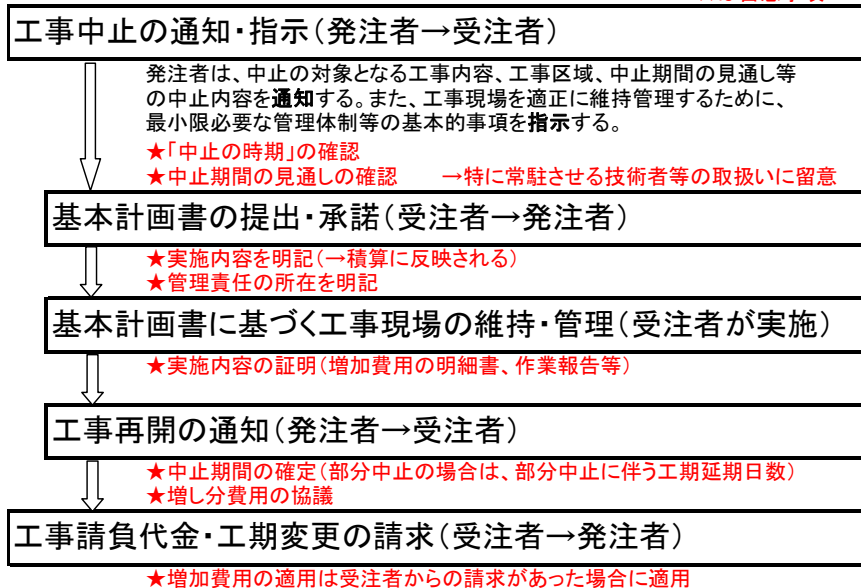 工事中止の通知・指示(発注者→受注者)
発注者は、中止の対象となる工事内容、工事区域、中止期間の見通し等
の中止内容を通知する。また、工事現場を適正に維持管理するために、
最小限必要な管理体制等の基本的事項を指示する。
★「中止の時期」の確認
★中止期間の見通しの確認　　→特に常駐させる技術者等の取扱いに留意
基本計画書の提出・承諾(受注者→発注者)
★実施内容を明記(→積算に反映される)
★管理責任の所在を明記
基本計画書に基づく工事現場の維持・管理(受注者が実施)
★実施内容の証明(増加費用の明細書、作業報告等)
工事再開の通知(発注者→受注者)
★中止期間の確定(部分中止の場合は、部分中止に伴う工期延期日数)
★増し分費用の協議
工事請負代金・工期変更の請求(受注者→発注者)
★増加費用の適用は受注者からの請求があった場合に適用